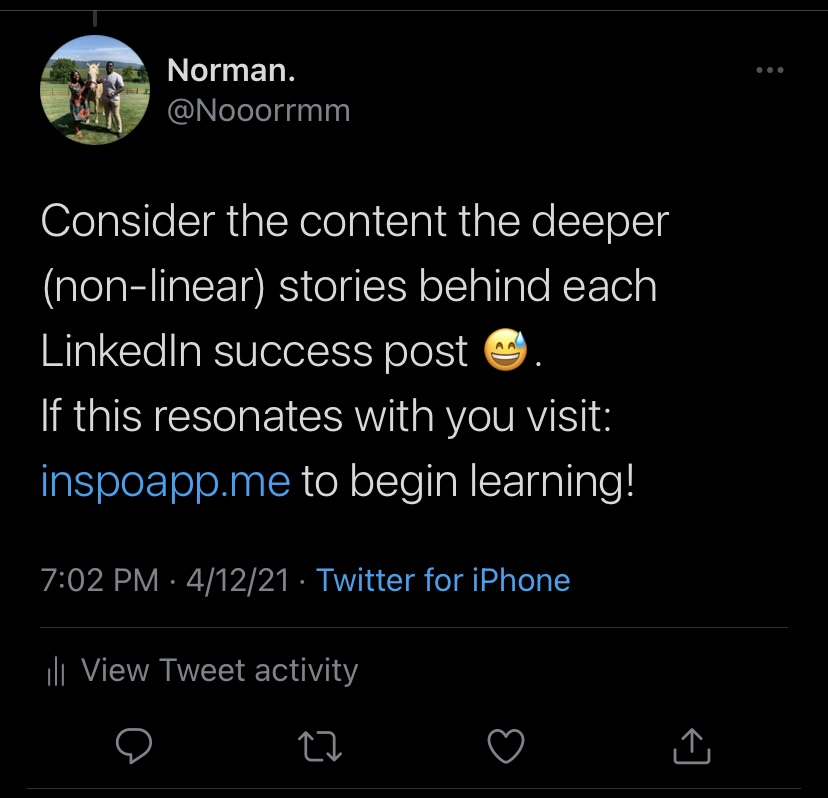 Norman.
@Nooorrmm
Consider the content the deeper
(non-linear) stories behind each
LinkedIn success post 😅.
If this resonates with you visit:
inspoapp.me to begin learning!
7:02 PM · 4/12/21 · Twitter for iPhone
View Tweet activity